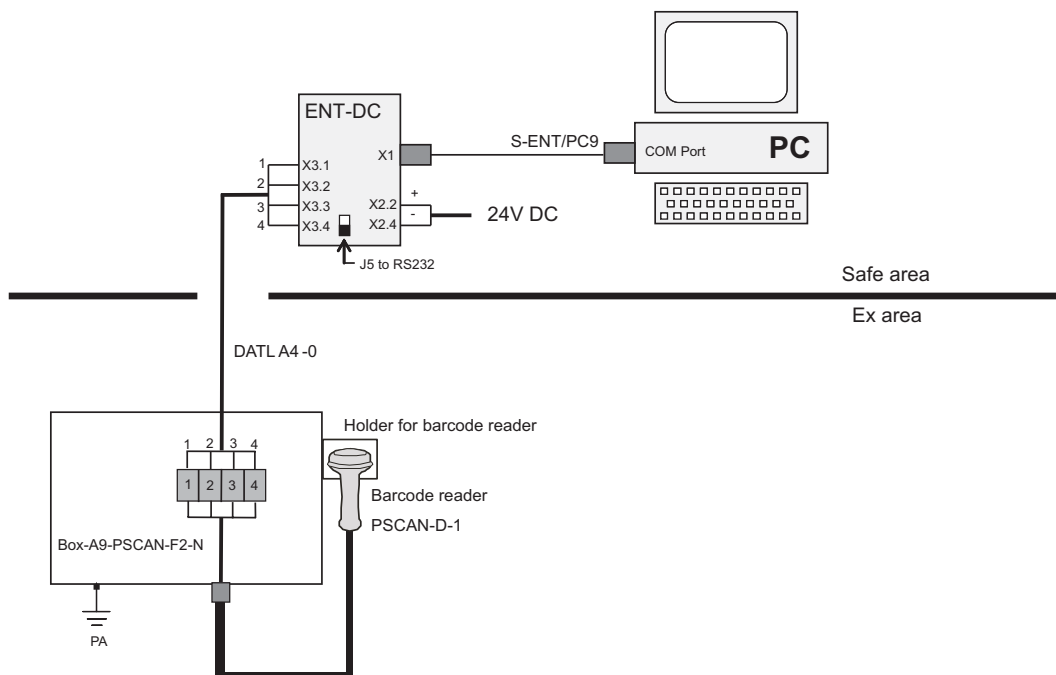 ENT-DC
X1
S-ENT/PC9
COM Port
PC
1 X3.1
2 X3.2
3 X3.3
4 X3.4
+
X2.2
-
X2.4
24V DC
J5 to RS232
Safe area
Ex area
DATL A4 -0
Holder for barcode reader
1 2 3 4
1 2 3 4
Barcode reader
PSCAN-D-1
Box-A9-PSCAN-F2-N
PA